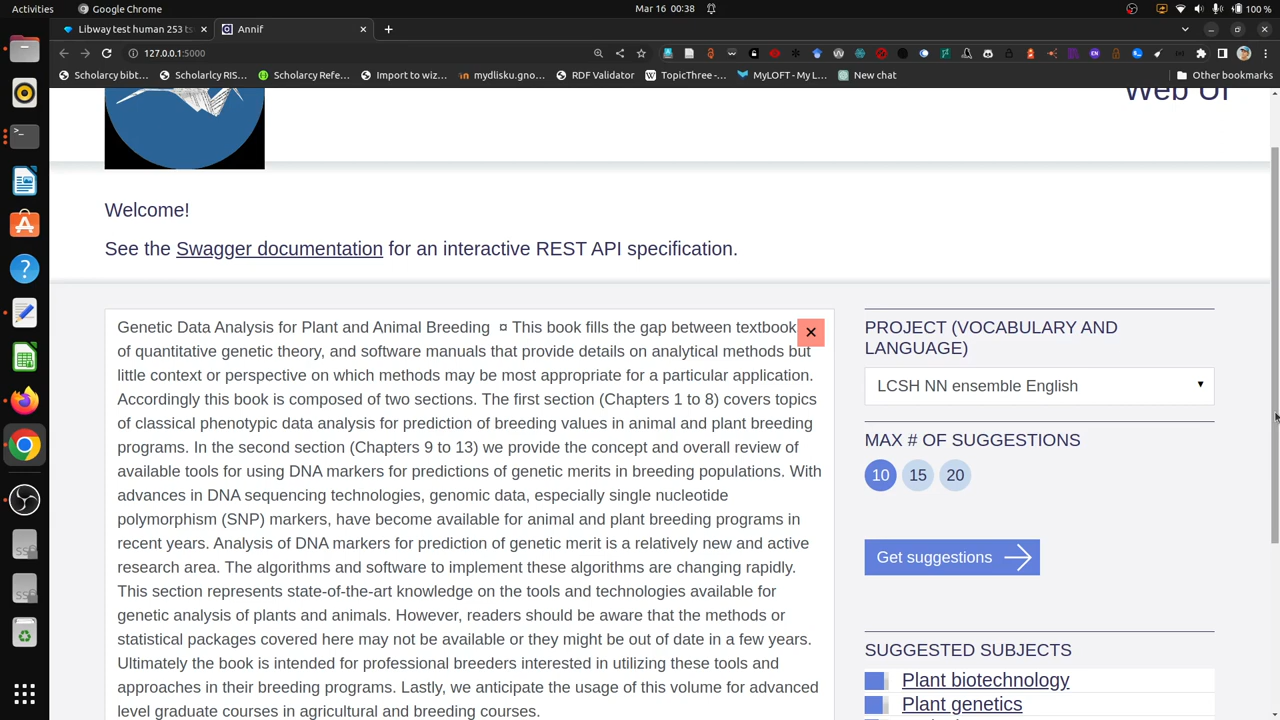 Activities
Google Chrome
Mar 16 00:38
100 %
Libway test human 253 ts
Annif
127.0.0.1:5000
Scholarcy bibt...
Scholarlcy RIS...
Scholarcy Refe...
Import to wiz...
mydlisku.gno...
RDF Validator
TopicThree -...
MyLOFT - My L...
New chat
Other bookmarks
Web UI
Welcome!
See the Swagger documentation for an interactive REST API specification.
Genetic Data Analysis for Plant and Animal Breeding ¤ This book fills the gap between textbook
of quantitative genetic theory, and software manuals that provide details on analytical methods but
little context or perspective on which methods may be most appropriate for a particular application.
Accordingly this book is composed of two sections. The first section (Chapters 1 to 8) covers topics
of classical phenotypic data analysis for prediction of breeding values in animal and plant breeding
programs. In the second section (Chapters 9 to 13) we provide the concept and overall review of
available tools for using DNA markers for predictions of genetic merits in breeding populations. With
advances in DNA sequencing technologies, genomic data, especially single nucleotide
polymorphism (SNP) markers, have become available for animal and plant breeding programs in
recent years. Analysis of DNA markers for prediction of genetic merit is a relatively new and active
research area. The algorithms and software to implement these algorithms are changing rapidly.
This section represents state-of-the-art knowledge on the tools and technologies available for
genetic analysis of plants and animals. However, readers should be aware that the methods or
statistical packages covered here may not be available or they might be out of date in a few years.
Ultimately the book is intended for professional breeders interested in utilizing these tools and
approaches in their breeding programs. Lastly, we anticipate the usage of this volume for advanced
level graduate courses in agricultural and breeding courses.
PROJECT (VOCABULARY AND
LANGUAGE)
LCSH NN ensemble English
MAX # OF SUGGESTIONS
10 15 20
Get suggestions
SUGGESTED SUBJECTS
Plant biotechnology
Plant genetics